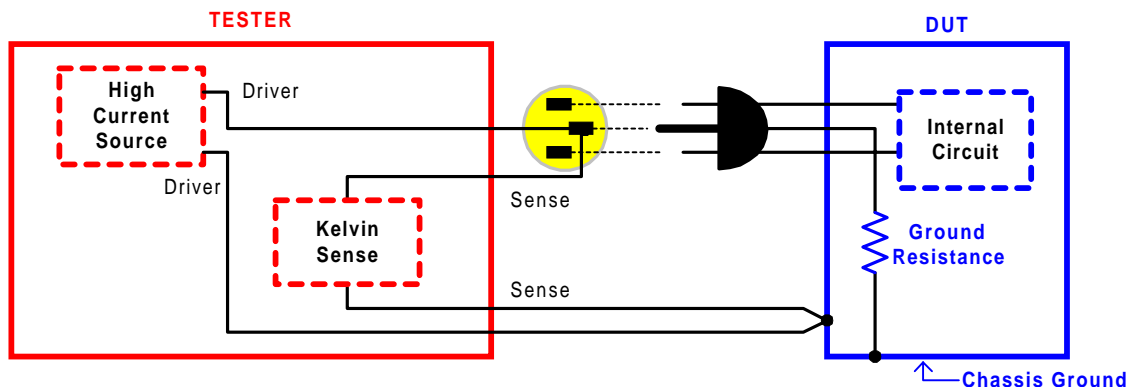 TESTER
DUT
High
Current
Source
Driver
Driver
Kelvin
Sense
Sense
Sense
Internal
Circuit
Ground
Resistance
Chassis Ground